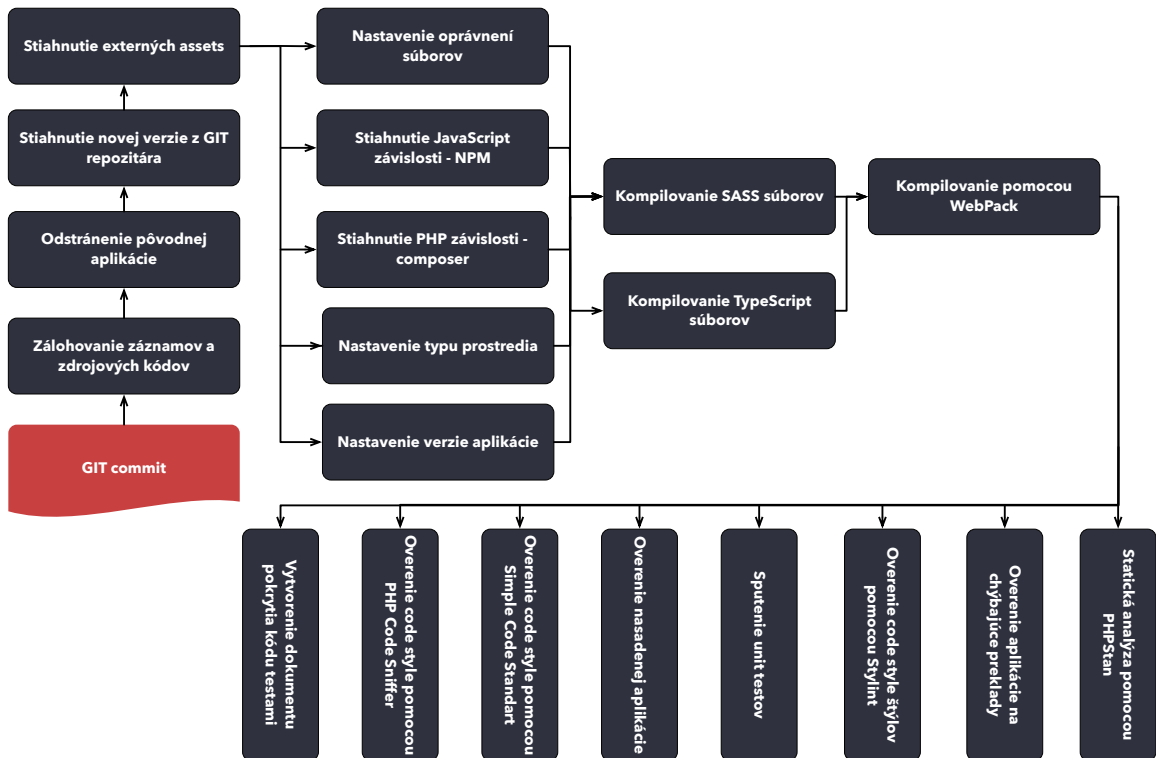 Stiahnutie externých assets
Stiahnutie novej verzie z GIT
repozitára
Odstránenie pôvodnej
aplikácie
Zálohovanie záznamov a
zdrojových kódov
GIT commit
Nastavenie oprávnení
súborov
Stiahnutie JavaScript
závislosti - NPM
Stiahnutie PHP závislosti -
composer
Nastavenie typu prostredia
Nastavenie verzie aplikácie
Kompilovanie SASS súborov
Kompilovanie TypeScript
súborov
Kompilovanie pomocou
WebPack
Vytvorenie dokumentu
pokrytia kódu testami
Overenie code style pomocou
PHP Code Sniffer
Overenie code style pomocou
Simple Code Standart
Overenie nasadenej aplikácie
Sputenie unit testov
Overenie code style štýlov
pomocou Stylint
Overenie aplikácie na
chýbajúce preklady
Statická analýza pomocou
PHPStan